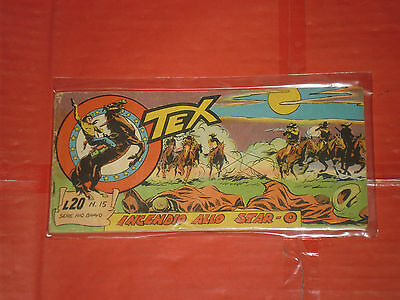 TEX
L.20 N. 15
SERIE RIO BRAVO
INCENDIO ALLO STAR-O